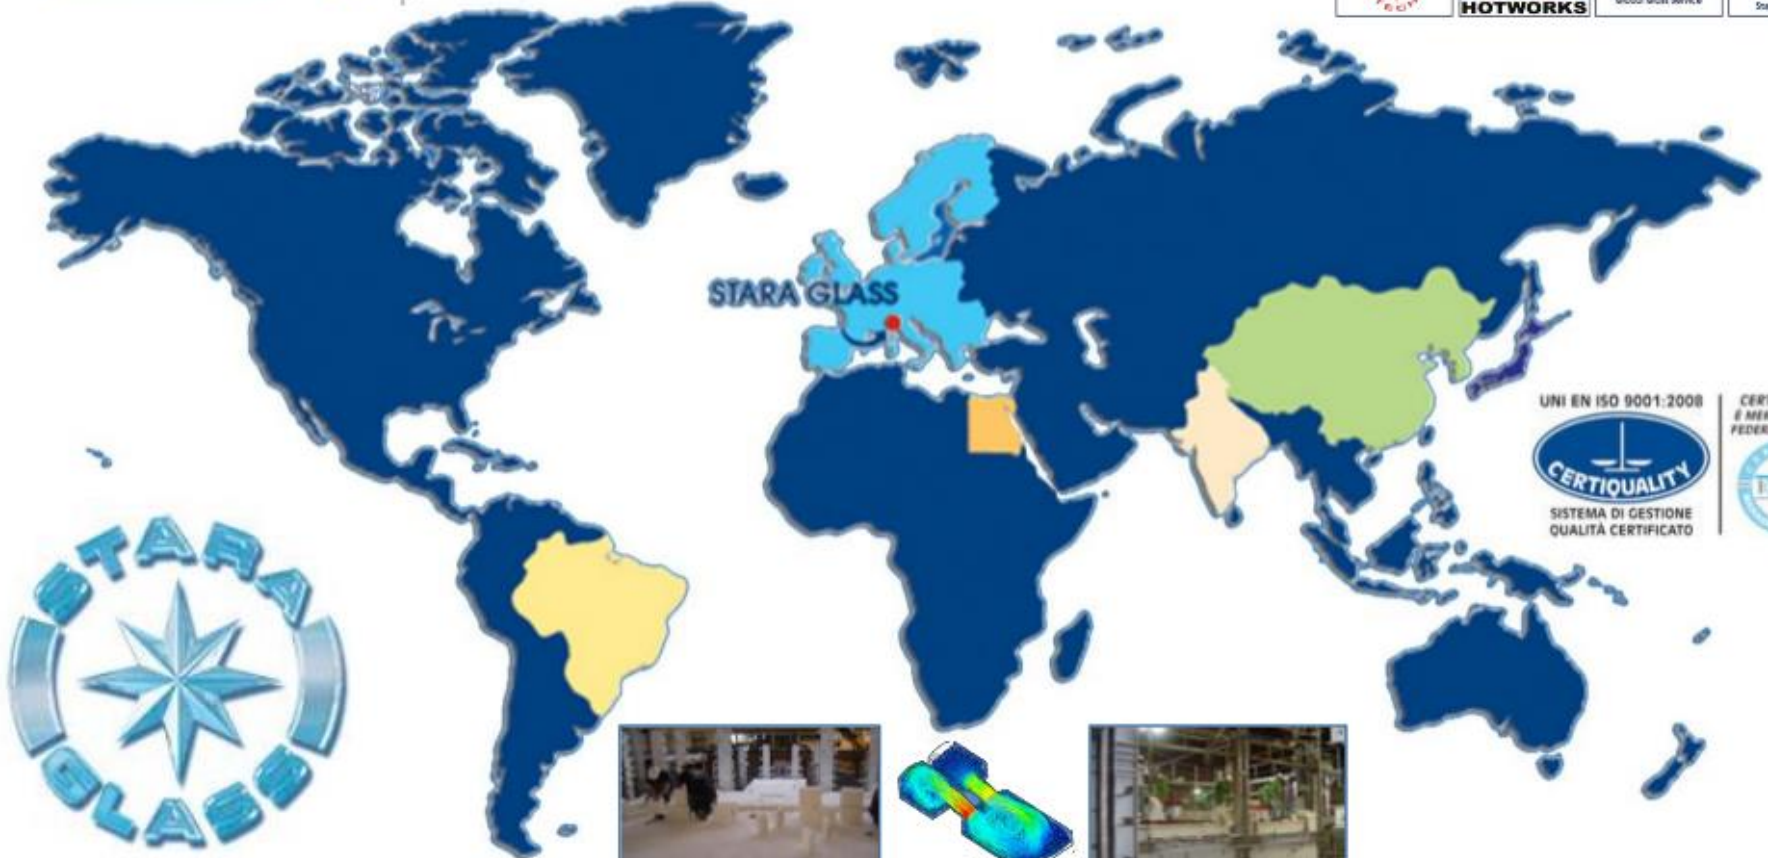 HOTWORKS
STARA GLASS
UNI EN ISO 9001:2008
CERTIQUALITY
SISTEMA DI GESTIONE
QUALITÀ CERTIFICATO
STARA
GLASS